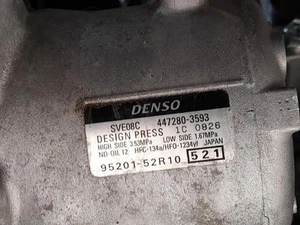 DENSO
SVE08C 447280-3593
DESIGN PRESS 1C 0826
HIGH SIDE 3.53MPa LOW SIDE 1.67MPa
ND-OIL 12 HFC-134a/HFO-1234yf JAPAN
95201-52R10 521